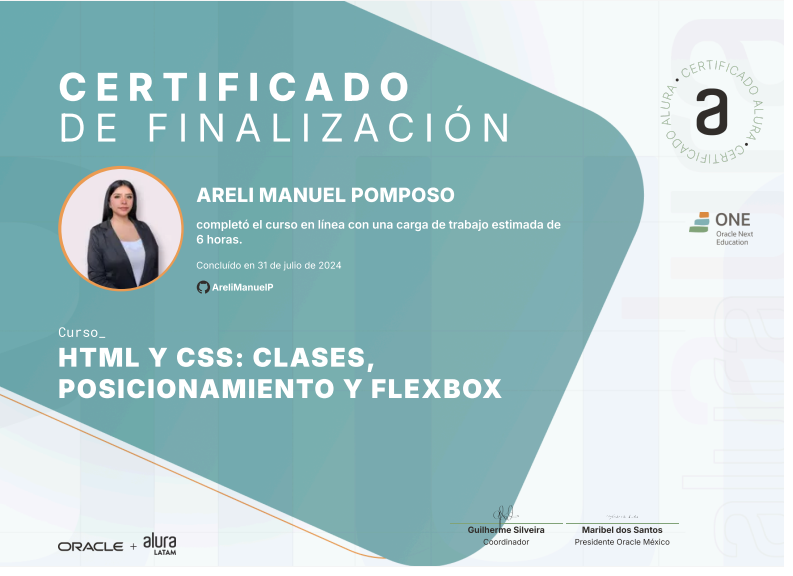 CERTIFICADO
DE FINALIZACIÓN
CERTIFICADO ALURA • CERTIFICADO ALURA •
a
ARELI MANUEL POMPOSO
completó el curso en línea con una carga de trabajo estimada de
6 horas.
Concluído en 31 de julio de 2024
AreliManuelP
ONE
Oracle Next
Education
Curso_
HTML Y CSS: CLASES,
POSICIONAMIENTO Y FLEXBOX
Guilherme Silveira
Coordinador
Maribel dos Santos
Presidente Oracle México
ORACLE + alura
LATAM